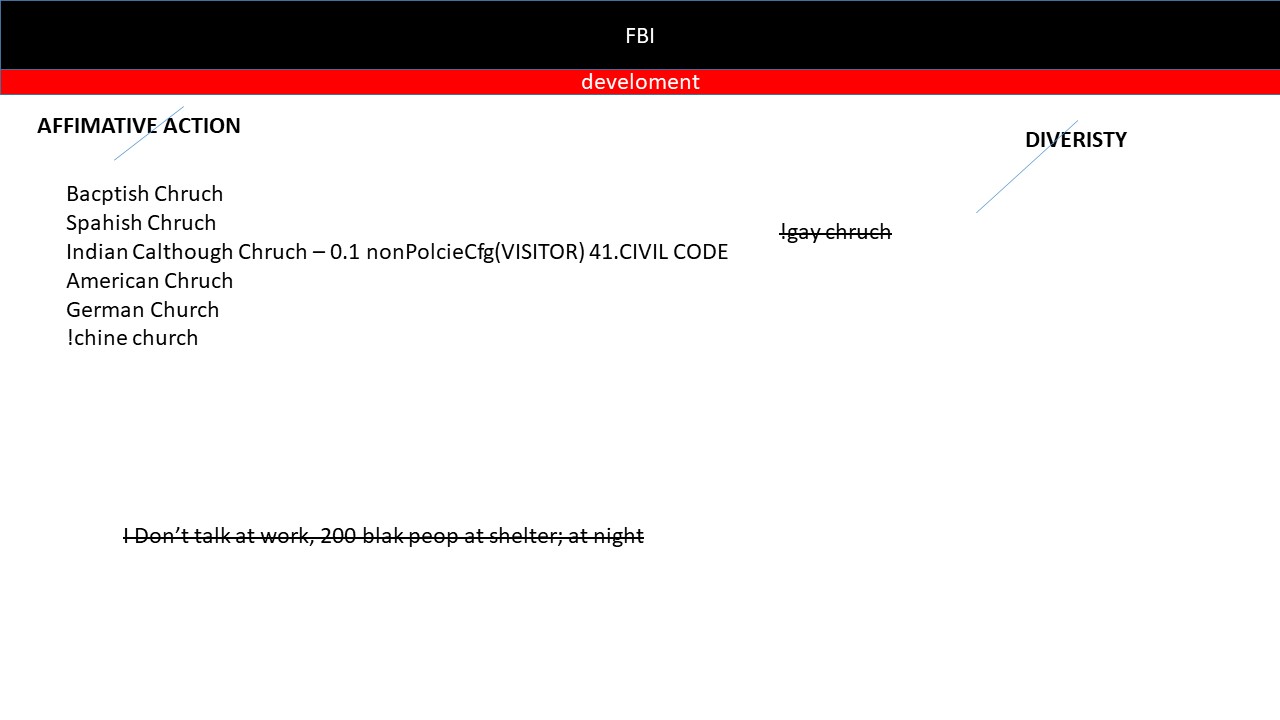 FBI
develoment
AFFIMATIVE ACTION
DIVERISTY
Bacptish Chruch
Spahish Chruch
!gay chruch
Indian Calthough Chruch – 0.1 nonPolcieCfg(VISITOR) 41.CIVIL CODE
American Chruch
German Church
!chine church
I Don’t talk at work, 200 blak peop at shelter; at night